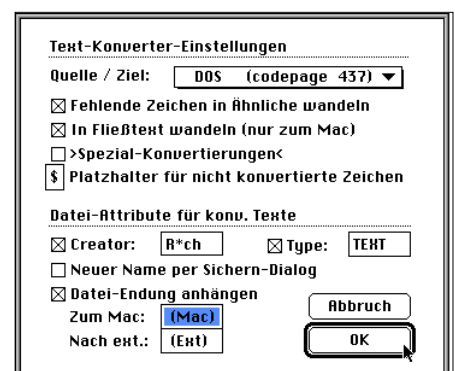 Text-Konverter-Einstellungen
Quelle / Ziel: DOS (codepage 437)
Fehlende Zeichen in Ähnliche wandeln
In Fließtext wandeln (nur zum Mac)
>Spezial-Konvertierungen<
$ Platzhalter für nicht konvertierte Zeichen
Datei-Attribute für konv. Texte
Creator: R*ch Type: TEXT
Neuer Name per Sichern-Dialog
Datei-Endung anhängen
Zum Mac: (Mac) Abbruch
Nach ext.: (Ext) OK